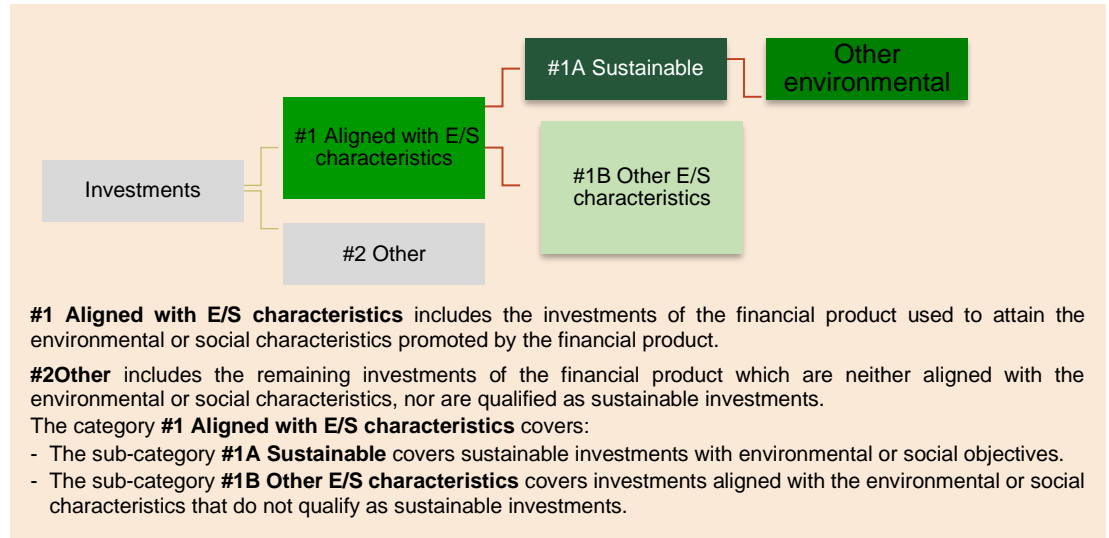 #1A Sustainable
Other
environmental
#1 Aligned with E/S
characteristics
#1B Other E/S
characteristics
Investments
#2 Other
#1 Aligned with E/S characteristics includes the investments of the financial product used to attain the
environmental or social characteristics promoted by the financial product.
#2Other includes the remaining investments of the financial product which are neither aligned with the
environmental or social characteristics, nor are qualified as sustainable investments.
The category #1 Aligned with E/S characteristics covers:
- The sub-category #1A Sustainable covers sustainable investments with environmental or social objectives.
- The sub-category #1B Other E/S characteristics covers investments aligned with the environmental or social
characteristics that do not qualify as sustainable investments.